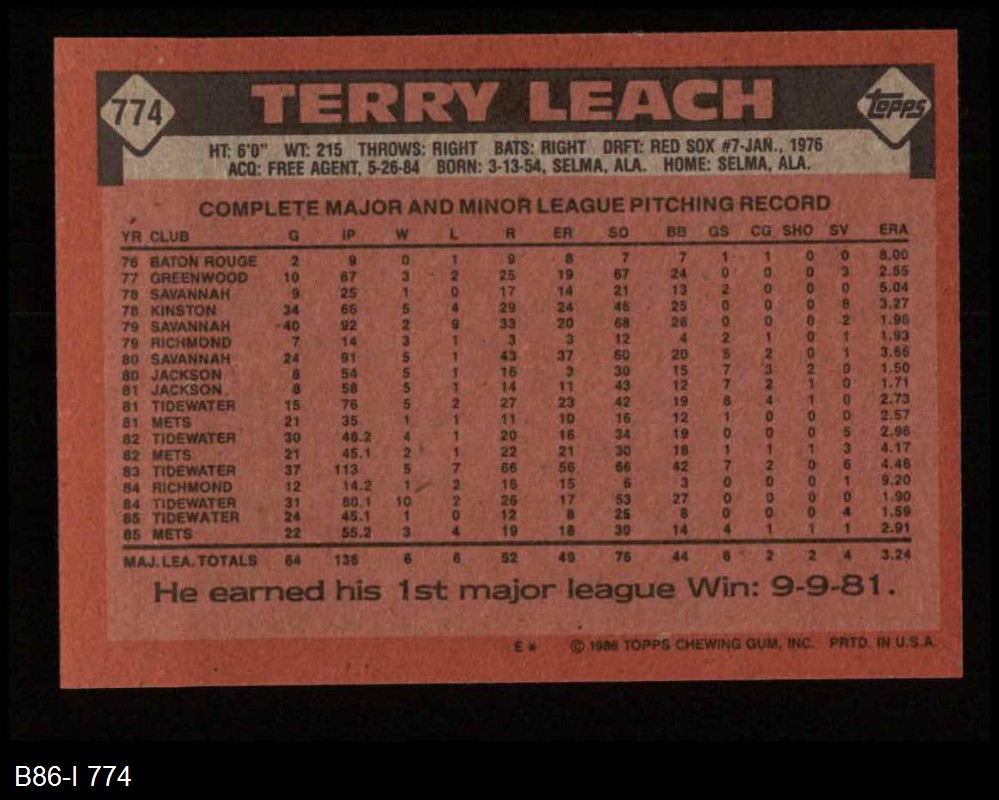 774 TERRY LEACH Topps
HT: 6'0" WT: 215 THROWS: RIGHT BATS: RIGHT DRFT: RED SOX #7-JAN., 1976
ACQ: FREE AGENT, 5-26-84 BORN: 3-13-54, SELMA, ALA. HOME: SELMA, ALA.
COMPLETE MAJOR AND MINOR LEAGUE PITCHING RECORD
YR CLUB G IP W L R ER SO BB GS CG SHO SV ERA
76 BATON ROUGE 2 9 0 1 9 8 7 7 1 1 0 0 8.00
77 GREENWOOD 10 67 3 2 25 19 67 24 0 0 0 3 2.55
78 SAVANNAH 9 25 1 0 17 14 21 13 2 0 0 0 5.04
78 KINSTON 34 66 5 4 29 24 46 25 0 0 0 8 3.27
79 SAVANNAH 40 92 2 9 33 20 68 26 0 0 0 2 1.96
79 RICHMOND 7 14 3 1 3 3 12 4 2 1 0 1 1.93
80 SAVANNAH 24 91 5 1 43 37 60 20 5 2 0 1 3.66
80 JACKSON 8 54 5 1 16 3 30 15 7 3 2 0 1.50
81 JACKSON 8 58 5 1 14 11 43 12 7 2 1 0 1.71
81 TIDEWATER 15 76 5 2 27 23 42 19 8 4 1 0 2.73
81 METS 21 35 1 1 11 10 16 12 1 0 0 0 2.57
82 TIDEWATER 30 48.2 4 1 20 16 34 19 0 0 0 5 2.96
82 METS 21 45.1 2 1 22 21 30 18 1 1 1 3 4.17
83 TIDEWATER 37 113 5 7 66 56 66 42 7 2 0 6 4.46
84 RICHMOND 12 14.2 1 2 15 15 6 3 0 0 0 1 9.20
84 TIDEWATER 31 80.1 10 2 26 17 53 27 0 0 0 0 1.90
85 TIDEWATER 24 45.1 1 0 12 8 25 8 0 0 0 4 1.59
85 METS 22 55.2 3 4 19 18 30 14 4 1 1 1 2.91
MAJ. LEA. TOTALS 64 136 6 6 52 49 76 44 6 2 2 4 3.24
He earned his 1st major league Win: 9-9-81.
E* © 1986 TOPPS CHEWING GUM, INC. PRTD. IN U.S.A.
B86-I 774